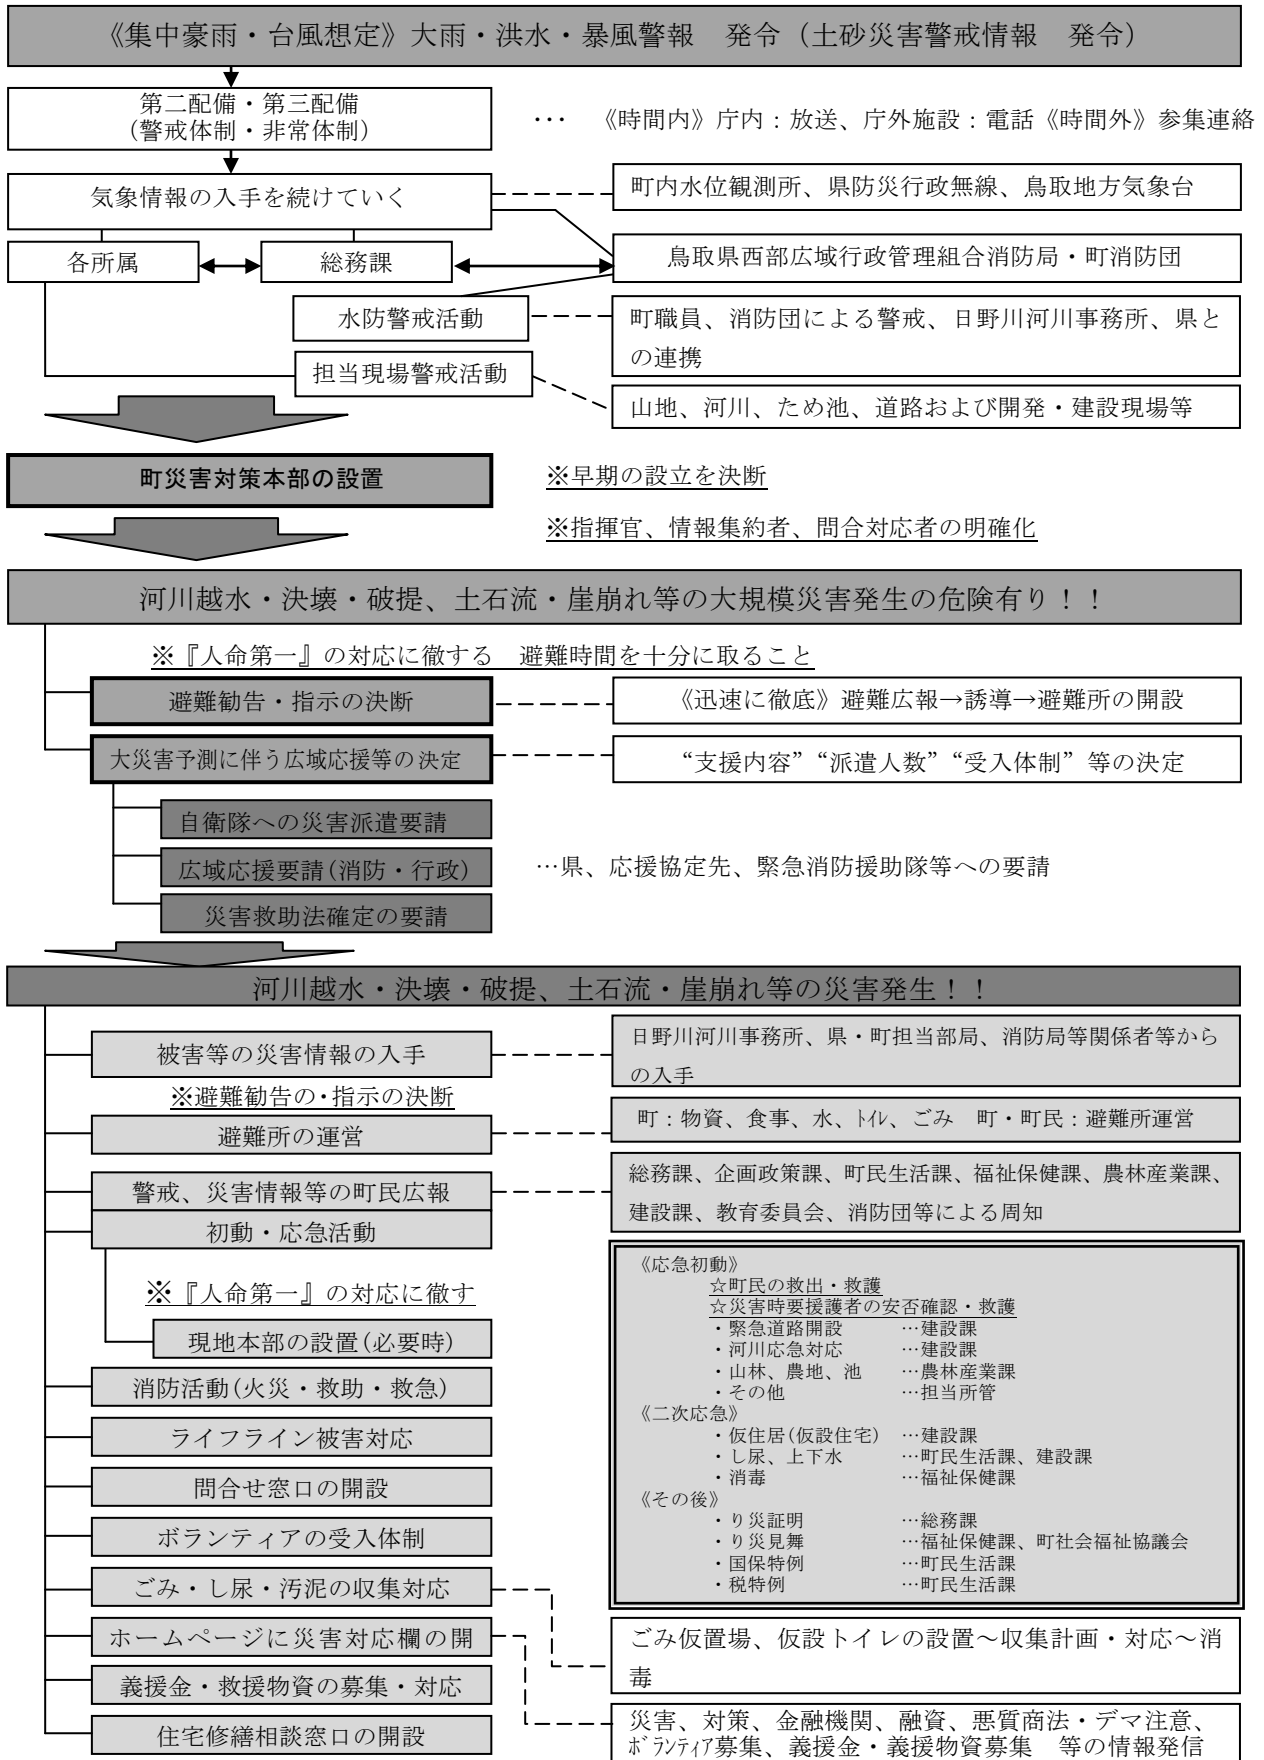 《集中豪雨・台風想定》大雨・洪水・暴風警報　発令（土砂災害警戒情報　発令）
第二配備・第三配備
（警戒体制・非常体制）
… 《時間内》庁内：放送、庁外施設：電話《時間外》参集連絡
気象情報の入手を続けていく
町内水位観測所、県防災行政無線、鳥取地方気象台
各所属
総務課
鳥取県西部広域行政管理組合消防局・町消防団
水防警戒活動
町職員、消防団による警戒、日野川河川事務所、県と
の連携
担当現場警戒活動
山地、河川、ため池、道路および開発・建設現場等
町災害対策本部の設置
※早期の設立を決断
※指揮官、情報集約者、問合対応者の明確化
河川越水・決壊・破提、土石流・崖崩れ等の大規模災害発生の危険有り！！
※『人命第一』の対応に徹する　避難時間を十分に取ること
避難勧告・指示の決断
《迅速に徹底》避難広報→誘導→避難所の開設
大災害予測に伴う広域応援等の決定
“支援内容”“派遣人数”“受入体制”等の決定
自衛隊への災害派遣要請
広域応援要請(消防・行政)
…県、応援協定先、緊急消防援助隊等への要請
災害救助法確定の要請
河川越水・決壊・破提、土石流・崖崩れ等の災害発生！！
被害等の災害情報の入手
日野川河川事務所、県・町担当部局、消防局等関係者等から
の入手
※避難勧告の・指示の決断
避難所の運営
町：物資、食事、水、ﾄｲﾚ、ごみ　町・町民：避難所運営
警戒、災害情報等の町民広報
総務課、企画政策課、町民生活課、福祉保健課、農林産業課、
建設課、教育委員会、消防団等による周知
初動・応急活動
※『人命第一』の対応に徹す
現地本部の設置(必要時)
消防活動(火災・救助・救急)
ライフライン被害対応
問合せ窓口の開設
ボランティアの受入体制
ごみ・し尿・汚泥の収集対応
ホームページに災害対応欄の開
義援金・救援物資の募集・対応
住宅修繕相談窓口の開設
《応急初動》
☆町民の救出・救護
☆災害時要援護者の安否確認・救護
・緊急道路開設　…建設課
・河川応急対応　…建設課
・山林、農地、池　…農林産業課
・その他　…担当所管
《二次応急》
・仮住居(仮設住宅)　…建設課
・し尿、上下水　…町民生活課、建設課
・消毒　…福祉保健課
《その後》
・り災証明　…総務課
・り災見舞　…福祉保健課、町社会福祉協議会
・国保特例　…町民生活課
・税特例　…町民生活課
ごみ仮置場、仮設トイレの設置～収集計画・対応～消
毒
災害、対策、金融機関、融資、悪質商法・デマ注意、
ﾎﾞﾗﾝﾃｨｱ募集、義援金・義援物資募集　等の情報発信